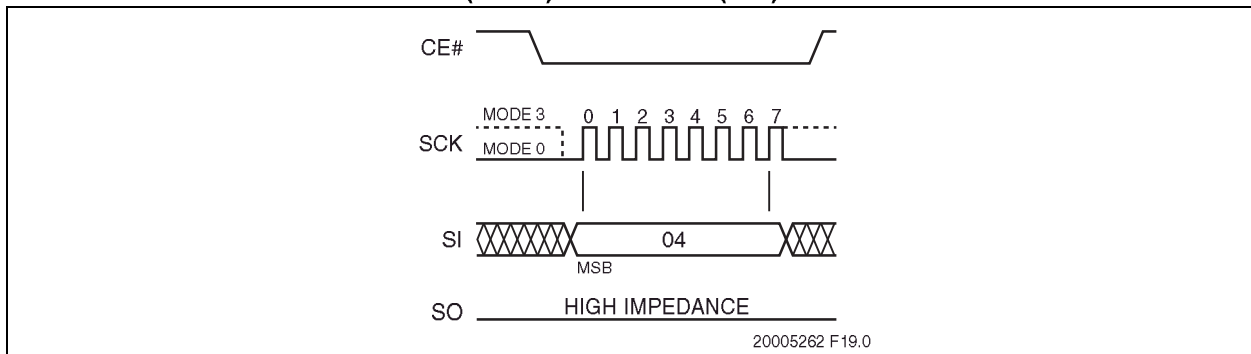 CE#
MODE 3
0 1 2 3 4 5 6 7
SCK
MODE 0
SI
04
MSB
SO
HIGH IMPEDANCE
20005262 F19.0